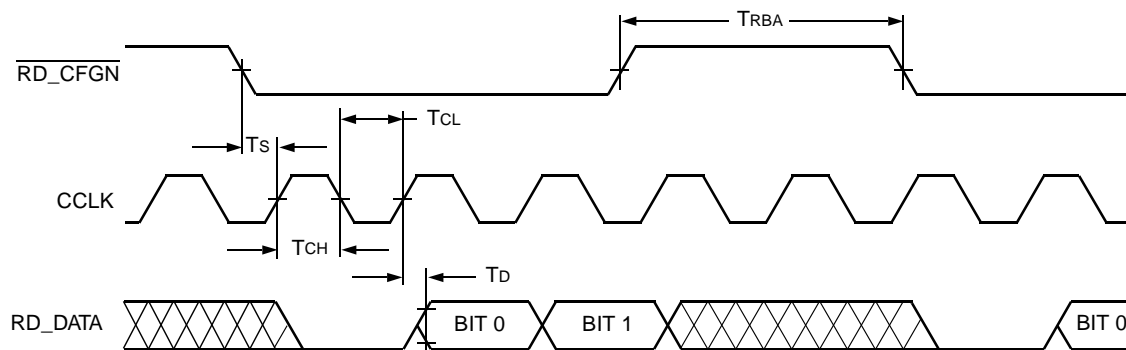 TRBA
RD_CFGN
TCL
TS
CCLK
TCH
TD
RD_DATA BIT 0 BIT 1 BIT 0